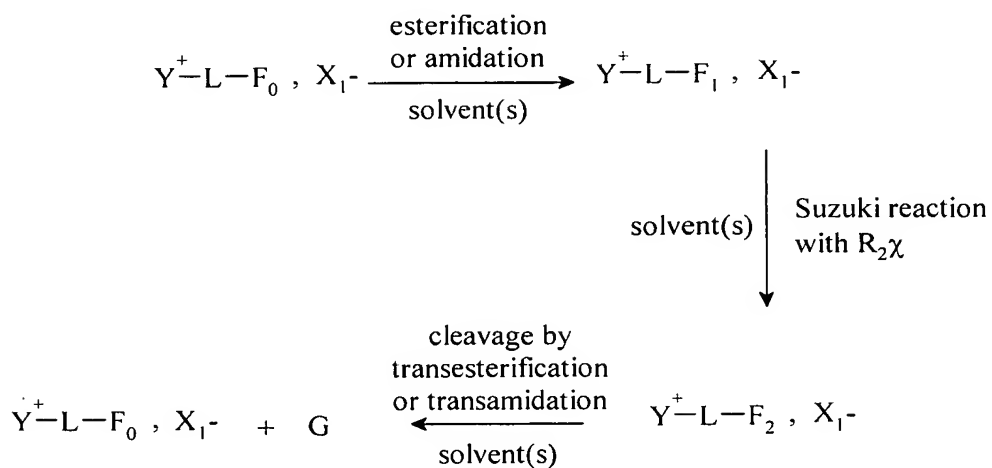 esterification
or amidation
Y⁺–L–F₀ , X₁- Y⁺–L–F₁ , X₁-
solvent(s)
solvent(s)
Suzuki reaction
with R₂χ
cleavage by
transesterification
or transamidation
Y⁺–L–F₀ , X₁- + G Y⁺–L–F₂ , X₁-
solvent(s)